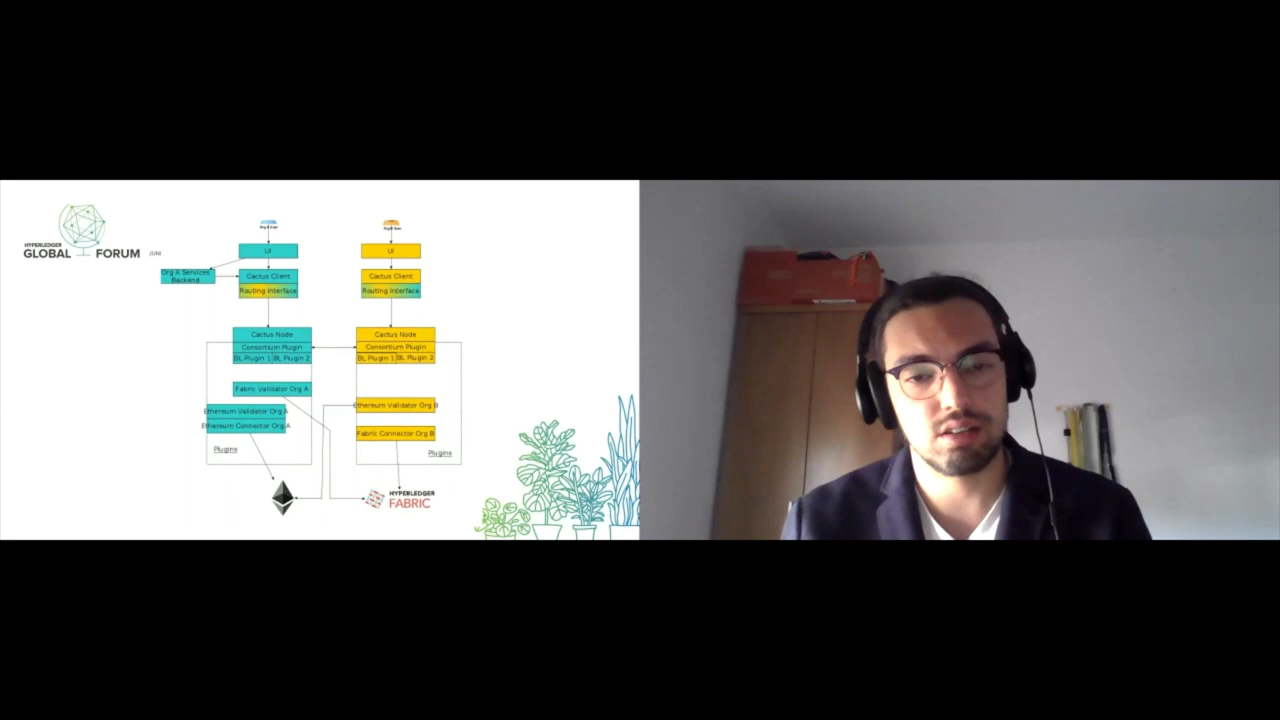 HYPERLEDGER
GLOBAL FORUM
Org B User
UI
UI
Org A Services
Backend
Cactus Client
Cactus Client
Routing Interface
Routing Interface
Cactus Node
Cactus Node
Consortium Plugin
Consortium Plugin
BL Plugin 1 BL Plugin 2
BL Plugin 1 BL Plugin 2
Fabric Validator Org A
Ethereum Validator Org A
Ethereum Validator Org B
Ethereum Connector Org A
Fabric Connector Org B
Plugins
Plugins
HYPERLEDGER
FABRIC